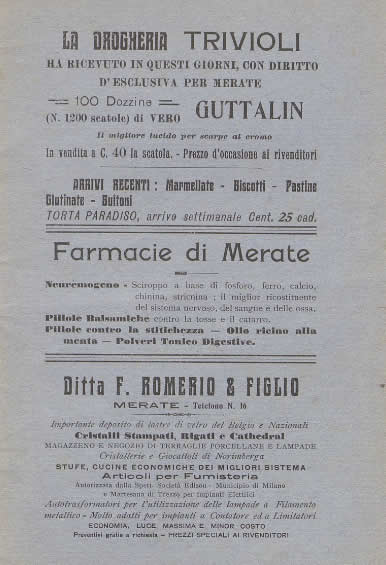 LA DROGHERIA TRIVIOLI
HA RICEVUTO IN QUESTI GIORNI, CON DIRITTO
D'ESCLUSIVA PER MERATE
100 Dozzine
(N. 1200 scatole) di VERO GUTTALIN
Il migliore lucido per scarpe al cromo
In vendita a C. 40 la scatola. - Prezzo d'occasione ai rivenditori
ARRIVI RECENTI : Marmellate - Biscotti - Pastine
Glutinate - Buitoni
TORTA PARADISO, arrivo settimanale Cent. 25 cad.
Farmacie di Merate
Neuremogeno - Sciroppo a base di fosforo, ferro, calcio,
chinina, stricnina ; il miglior ricostimente
del sistema nervoso, del sangue e delle ossa.
Pillole Balsamiche contro la tosse e il catarro.
Pillole contro la stitichezza — Olio ricino alla
menta — Polveri Tonico Digestive.
Ditta F. ROMERIO & FIGLIO
MERATE - Telefono N. 16
Importante deposito di lastre di vetro del Belgio e Nazionali
Cristalli Stampati, Rigati e Cathedral
MAGAZZENO E NEGOZIO DI TERRAGLIE PORCELLANE E LAMPADE
Cristallerie e Giocattoli di Norimberga
STUFE, CUCINE ECONOMICHE DEI MIGLIORI SISTEMA
Articoli per Fumisteria
Autorizzata dalla Spett. Società Edison - Municipio di Milano
e Martesana di Trezzo per Impianti Elettrici
Autotrasformatori per l'utilizzazione delle lampade a Filamento
metallico - Molto adatti per impianti a Contatore ed a Limitatori
ECONOMIA, LUCE MASSIMA E MINOR COSTO
Preventivi gratis a richiesta — PREZZI SPECIALI AI RIVENDITORI